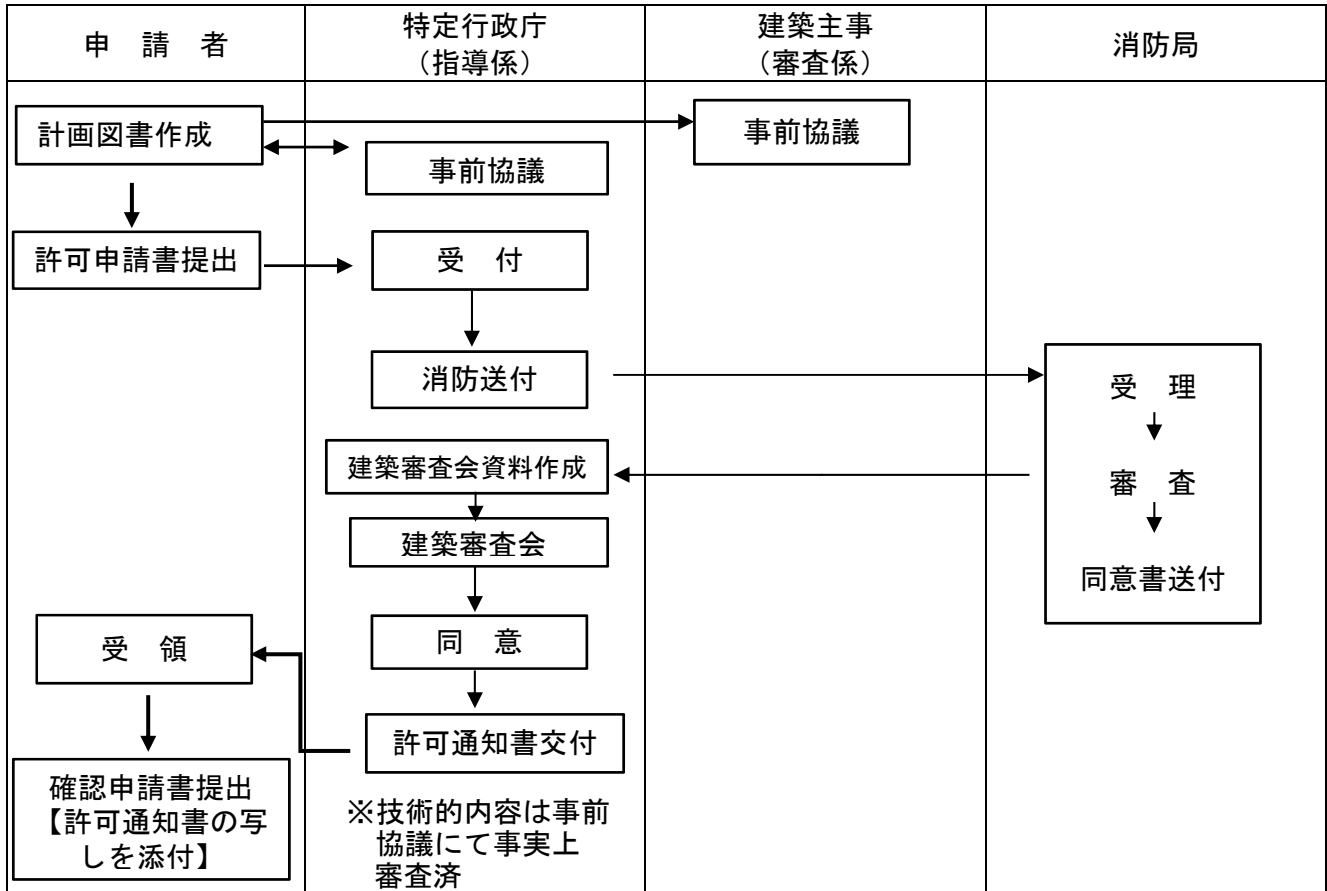 申　請　者
特定行政庁
（指導係）
建築主事
（審査係）
消防局
計画図書作成
事前協議
事前協議
許可申請書提出
受　付
消防送付
受　理
審　査
同意書送付
建築審査会資料作成
建築審査会
同　意
許可通知書交付
受　領
確認申請書提出
【許可通知書の写
しを添付】
※技術的内容は事前
協議にて事実上
審査済